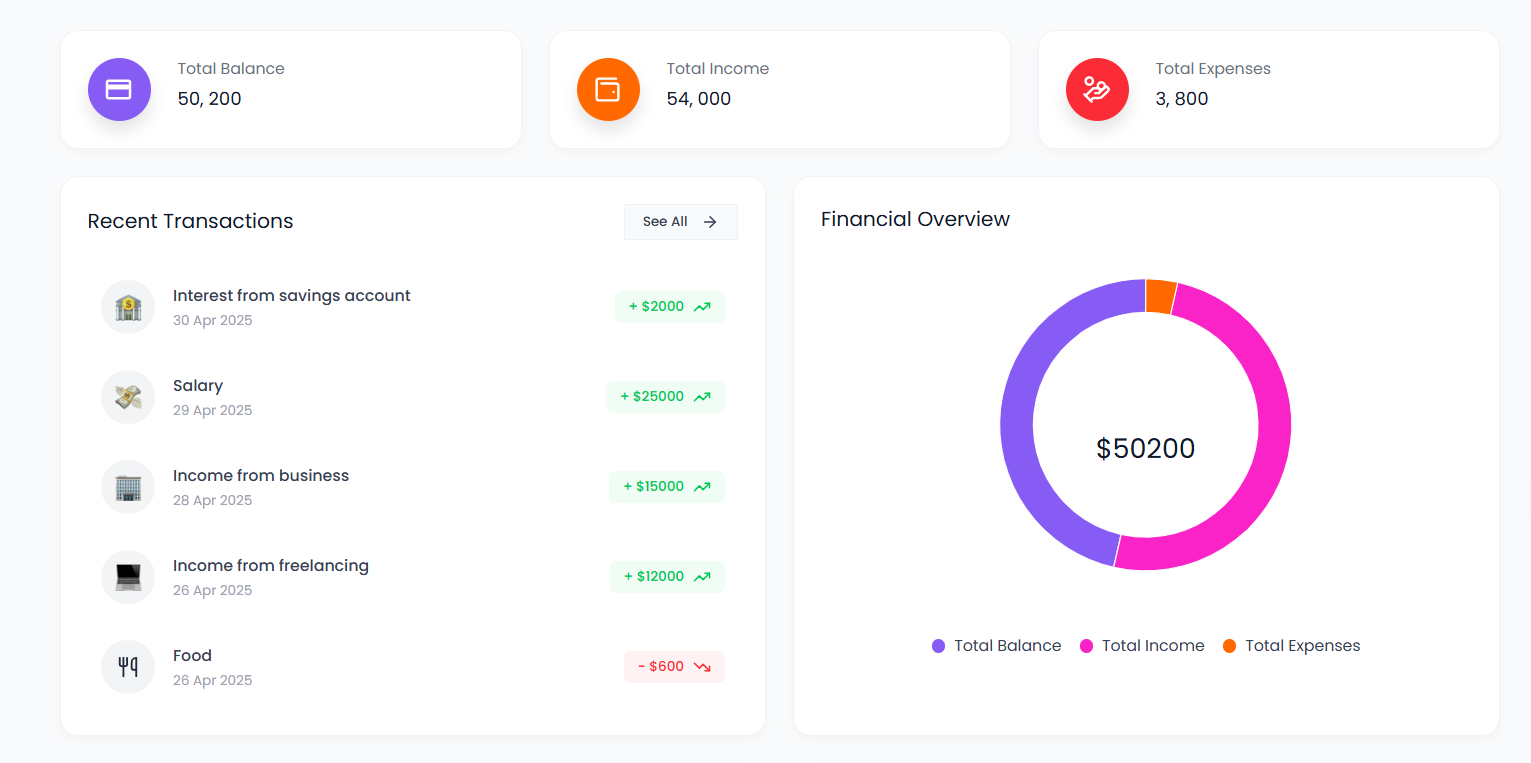 Total Balance
50, 200
Total Income
54, 000
Total Expenses
3, 800
Recent Transactions
See All
Interest from savings account
30 Apr 2025
+ $2000
Salary
29 Apr 2025
+ $25000
Income from business
28 Apr 2025
+ $15000
Income from freelancing
26 Apr 2025
+ $12000
Food
26 Apr 2025
- $600
Financial Overview
$50200
Total Balance
Total Income
Total Expenses